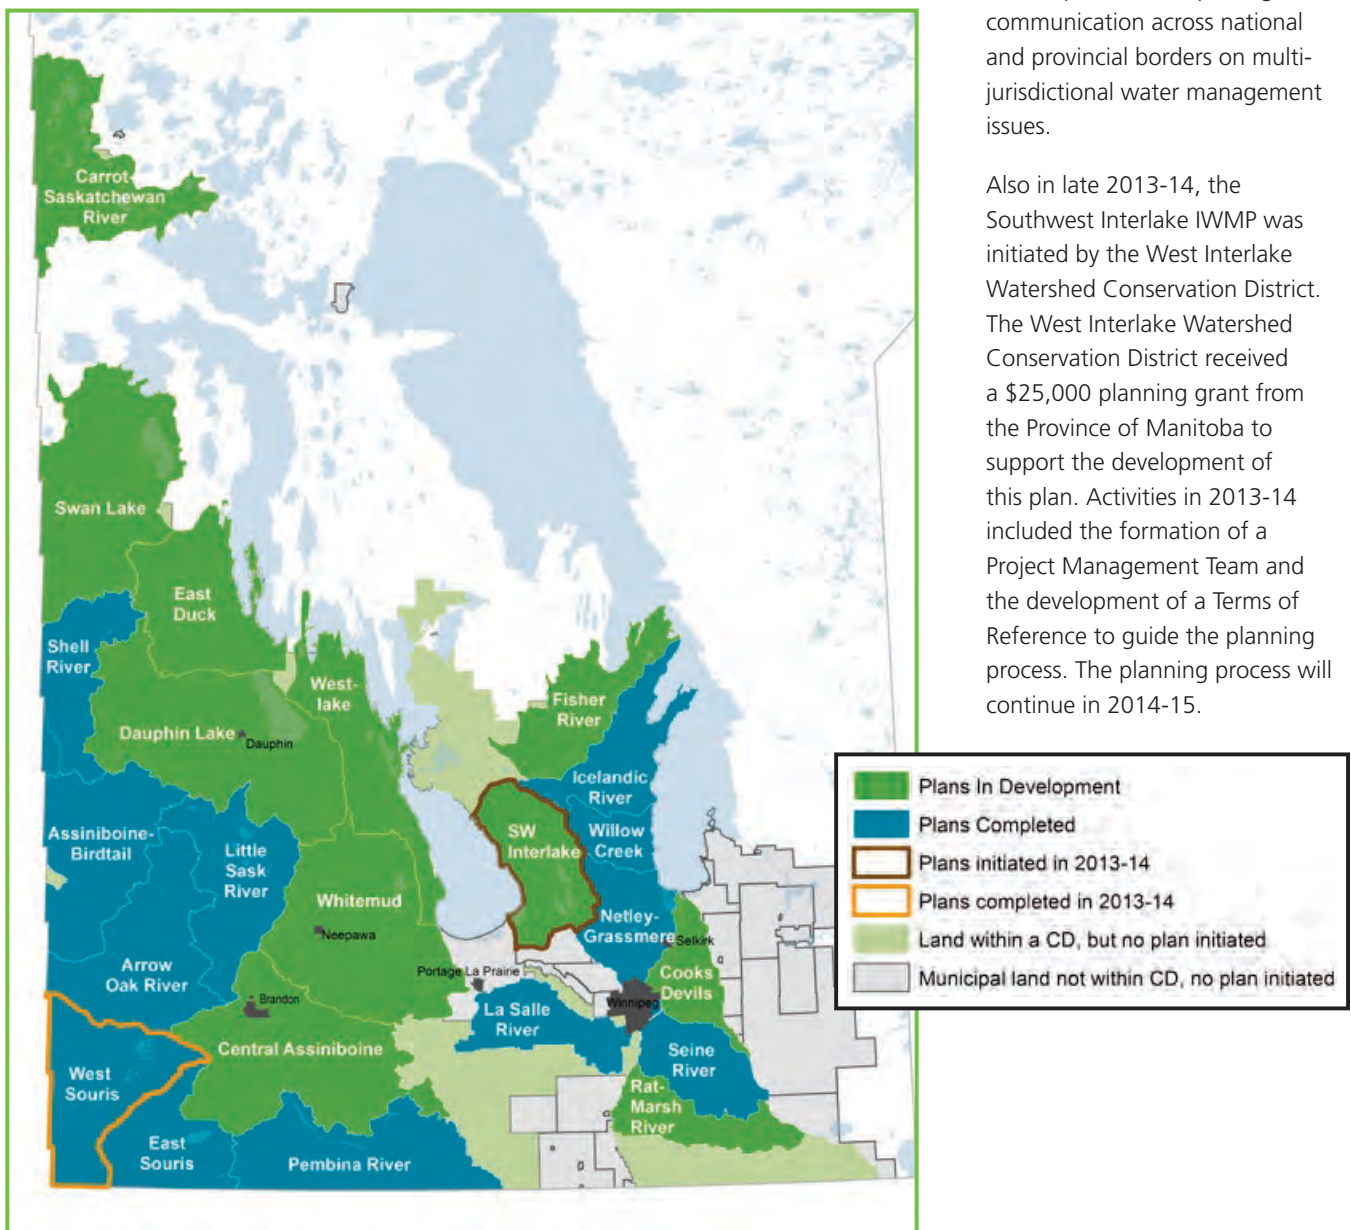 communication across national
and provincial borders on multi-
jurisdictional water management
issues.
Also in late 2013-14, the
Southwest Interlake IWMP was
initiated by the West Interlake
Watershed Conservation District.
The West Interlake Watershed
Conservation District received
a $25,000 planning grant from
the Province of Manitoba to
support the development of
this plan. Activities in 2013-14
included the formation of a
Project Management Team and
the development of a Terms of
Reference to guide the planning
process. The planning process will
continue in 2014-15.
Carrot-
Saskatchewan
River
Swan Lake
East
Duck
Shell
River
West-
lake
Dauphin Lake
Dauphin
Fisher
River
Icelandic
River
Willow
Creek
SW
Interlake
Assiniboine-
Birdtail
Little
Sask
River
Whitemud
Neepawa
Netley-
Grassmere
Selkirk
Arrow
Oak River
Portage La Prairie
Cooks
Devils
Brandon
Winnipeg
La Salle
River
Central Assiniboine
Seine
River
West
Souris
Rat-
Marsh
River
East
Souris
Pembina River
Plans In Development
Plans Completed
Plans initiated in 2013-14
Plans completed in 2013-14
Land within a CD, but no plan initiated
Municipal land not within CD, no plan initiated